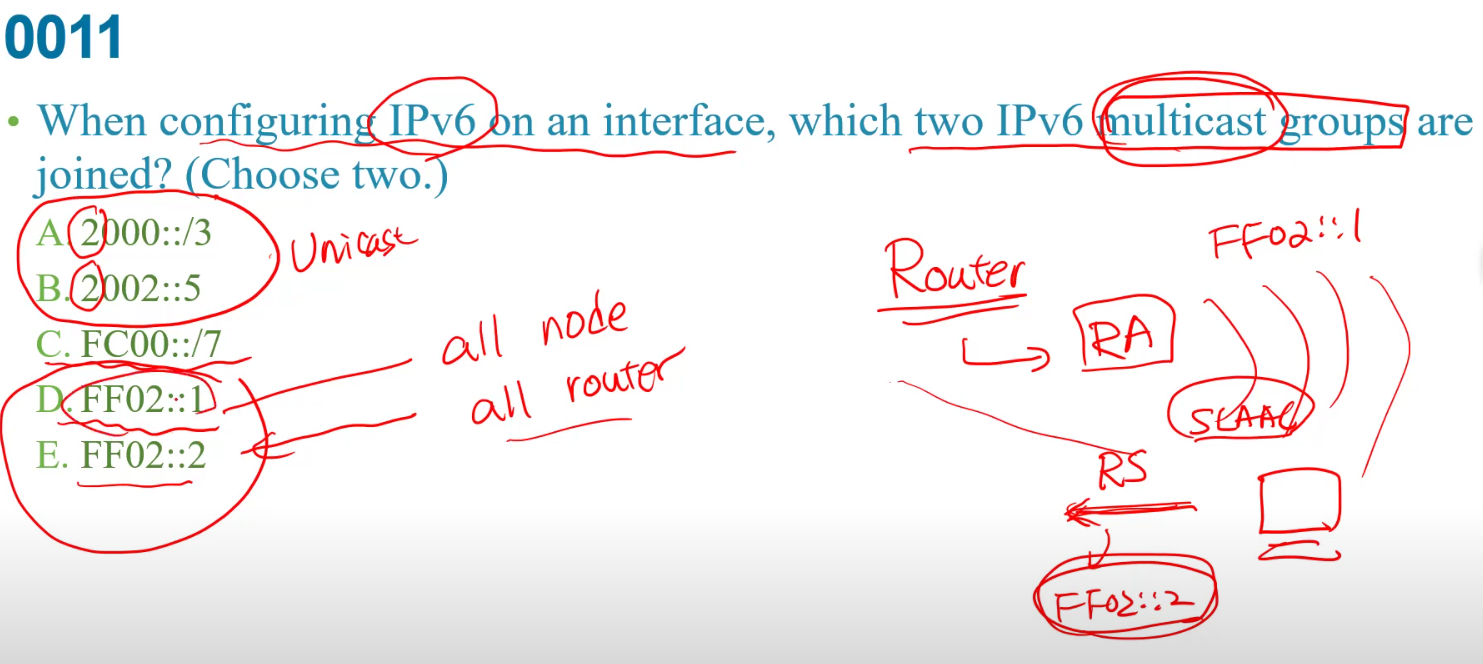 0011
• When configuring IPv6 on an interface, which two IPv6 multicast groups are
joined? (Choose two.)
A. 2000::/3
B. 2002::5
C. FC00::/7
D. FF02::1
E. FF02::2
Unicast
all node
all router
Router
RA
FF02::1
SLAAC
RS
FF02::2